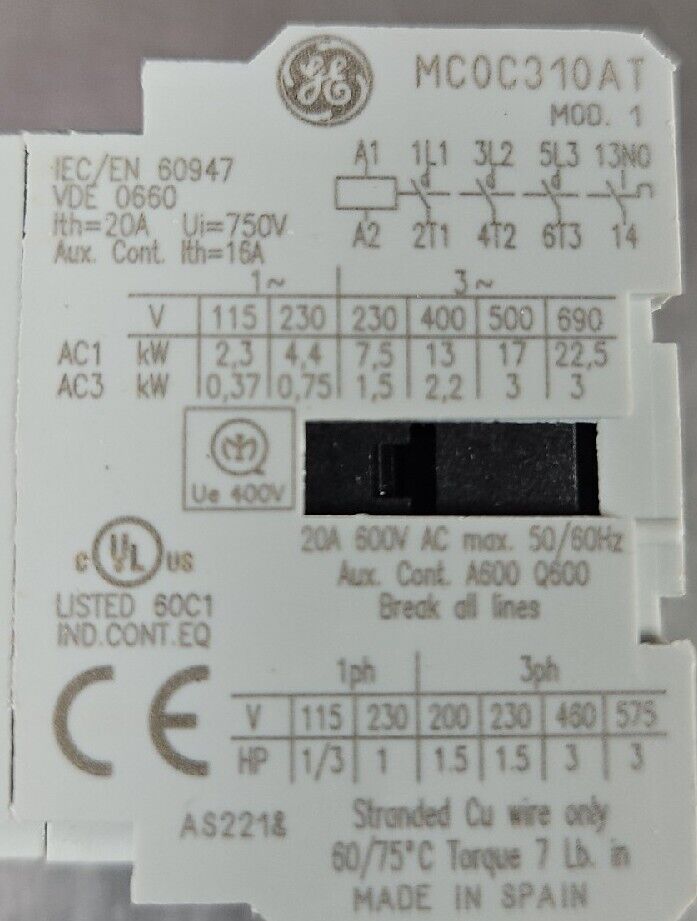 GE MC0C310AT
MOD. 1
IEC/EN 60947
VDE 0660
Ith=20A Ui=750V
Aux. Cont. Ith=16A
A1 1L1 3L2 5L3 13NO
A2 2T1 4T2 6T3 14
1~ 3~
V 115 230 230 400 500 690
AC1 kW 2,3 4,4 7,5 13 17 22,5
AC3 kW 0,37 0,75 1,5 2,2 3 3
Ue 400V
20A 600V AC max. 50/60Hz
Aux. Cont. A600 Q600
Break all lines
c UL US
LISTED 60C1
IND.CONT.EQ
CE
1ph 3ph
V 115 230 200 230 460 575
HP 1/3 1 1.5 1.5 3 3
AS2218
Stranded Cu wire only
60/75°C Torque 7 Lb. in
MADE IN SPAIN